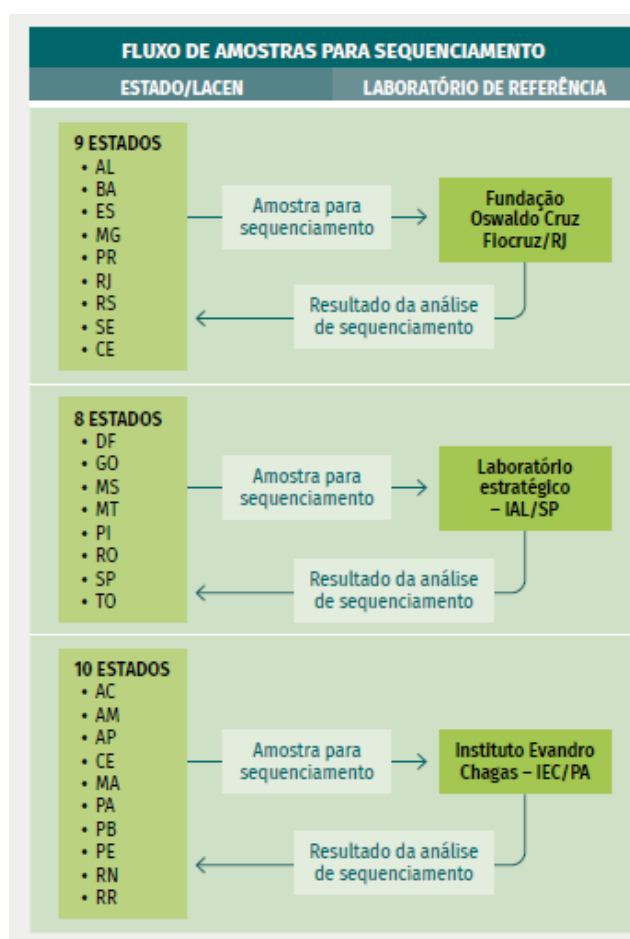 FLUXO DE AMOSTRAS PARA SEQUENCIAMENTO
ESTADO/LACEN
LABORATÓRIO DE REFERÊNCIA
9 ESTADOS
• AL
• BA
• ES
• MG
• PR
• RJ
• RS
• SE
• CE
Amostra para
sequenciamento
Fundação
Oswaldo Cruz
Fiocruz/RJ
Resultado da análise
de sequenciamento
8 ESTADOS
• DF
• GO
• MS
• MT
• PI
• RO
• SP
• TO
Amostra para
sequenciamento
Laboratório
estratégico
– IAL/SP
Resultado da análise
de sequenciamento
10 ESTADOS
• AC
• AM
• AP
• CE
• MA
• PA
• PB
• PE
• RN
• RR
Amostra para
sequenciamento
Instituto Evandro
Chagas – IEC/PA
Resultado da análise
de sequenciamento